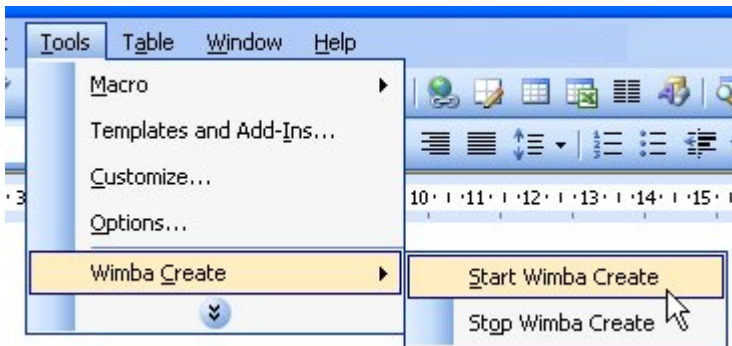 Tools Table Window Help
Macro
Templates and Add-Ins...
Customize...
· 3 10 · ı · 11 · ı · 12 · ı · 13 · ı · 14 · ı · 15 ·
Options...
Wimba Create Start Wimba Create
Stop Wimba Create